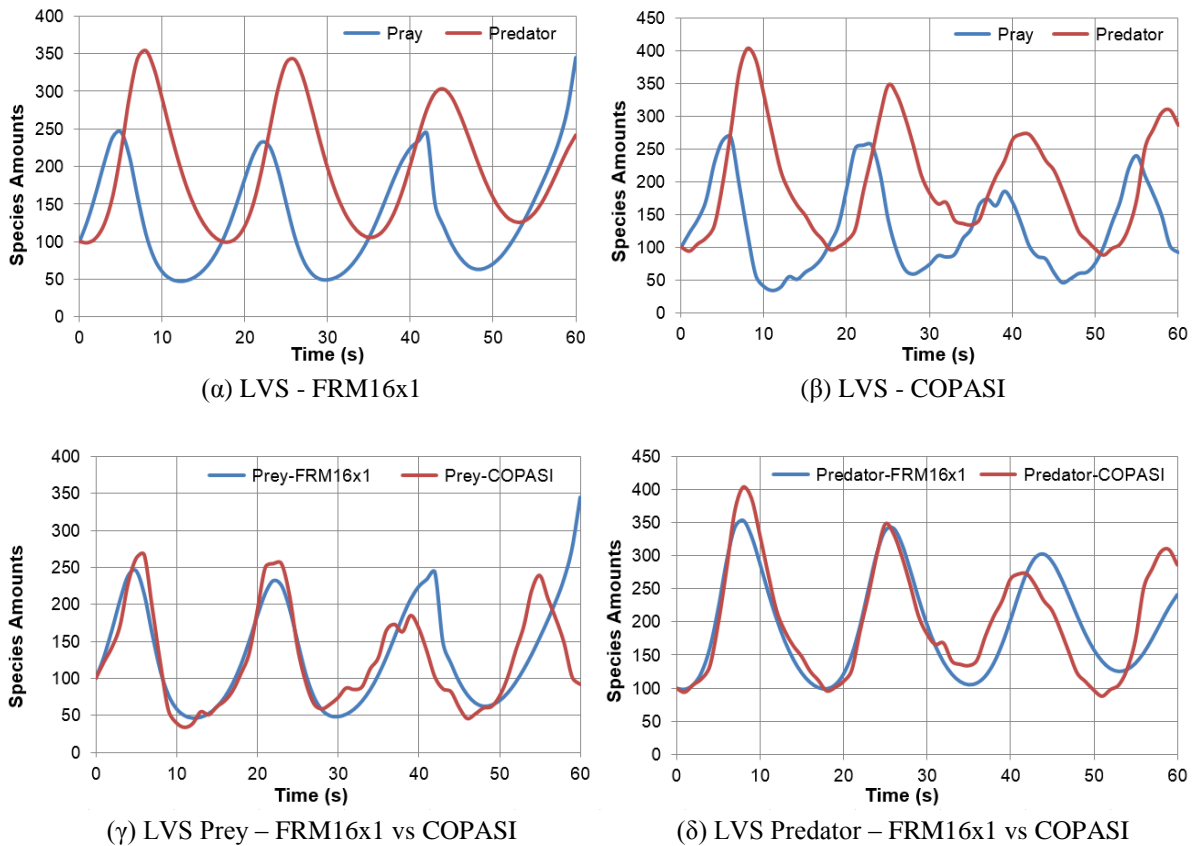 400
350
300
250
200
150
100
50
0
Species Amounts
Pray Predator
0 10 20 30 40 50 60
Time (s)
(α) LVS - FRM16x1
450
400
350
300
250
200
150
100
50
0
Species Amounts
Pray Predator
0 10 20 30 40 50 60
Time (s)
(β) LVS - COPASI
400
350
300
250
200
150
100
50
0
Species Amounts
Prey-FRM16x1 Prey-COPASI
0 10 20 30 40 50 60
Time (s)
(γ) LVS Prey – FRM16x1 vs COPASI
450
400
350
300
250
200
150
100
50
0
Species Amounts
Predator-FRM16x1 Predator-COPASI
0 10 20 30 40 50 60
Time (s)
(δ) LVS Predator – FRM16x1 vs COPASI